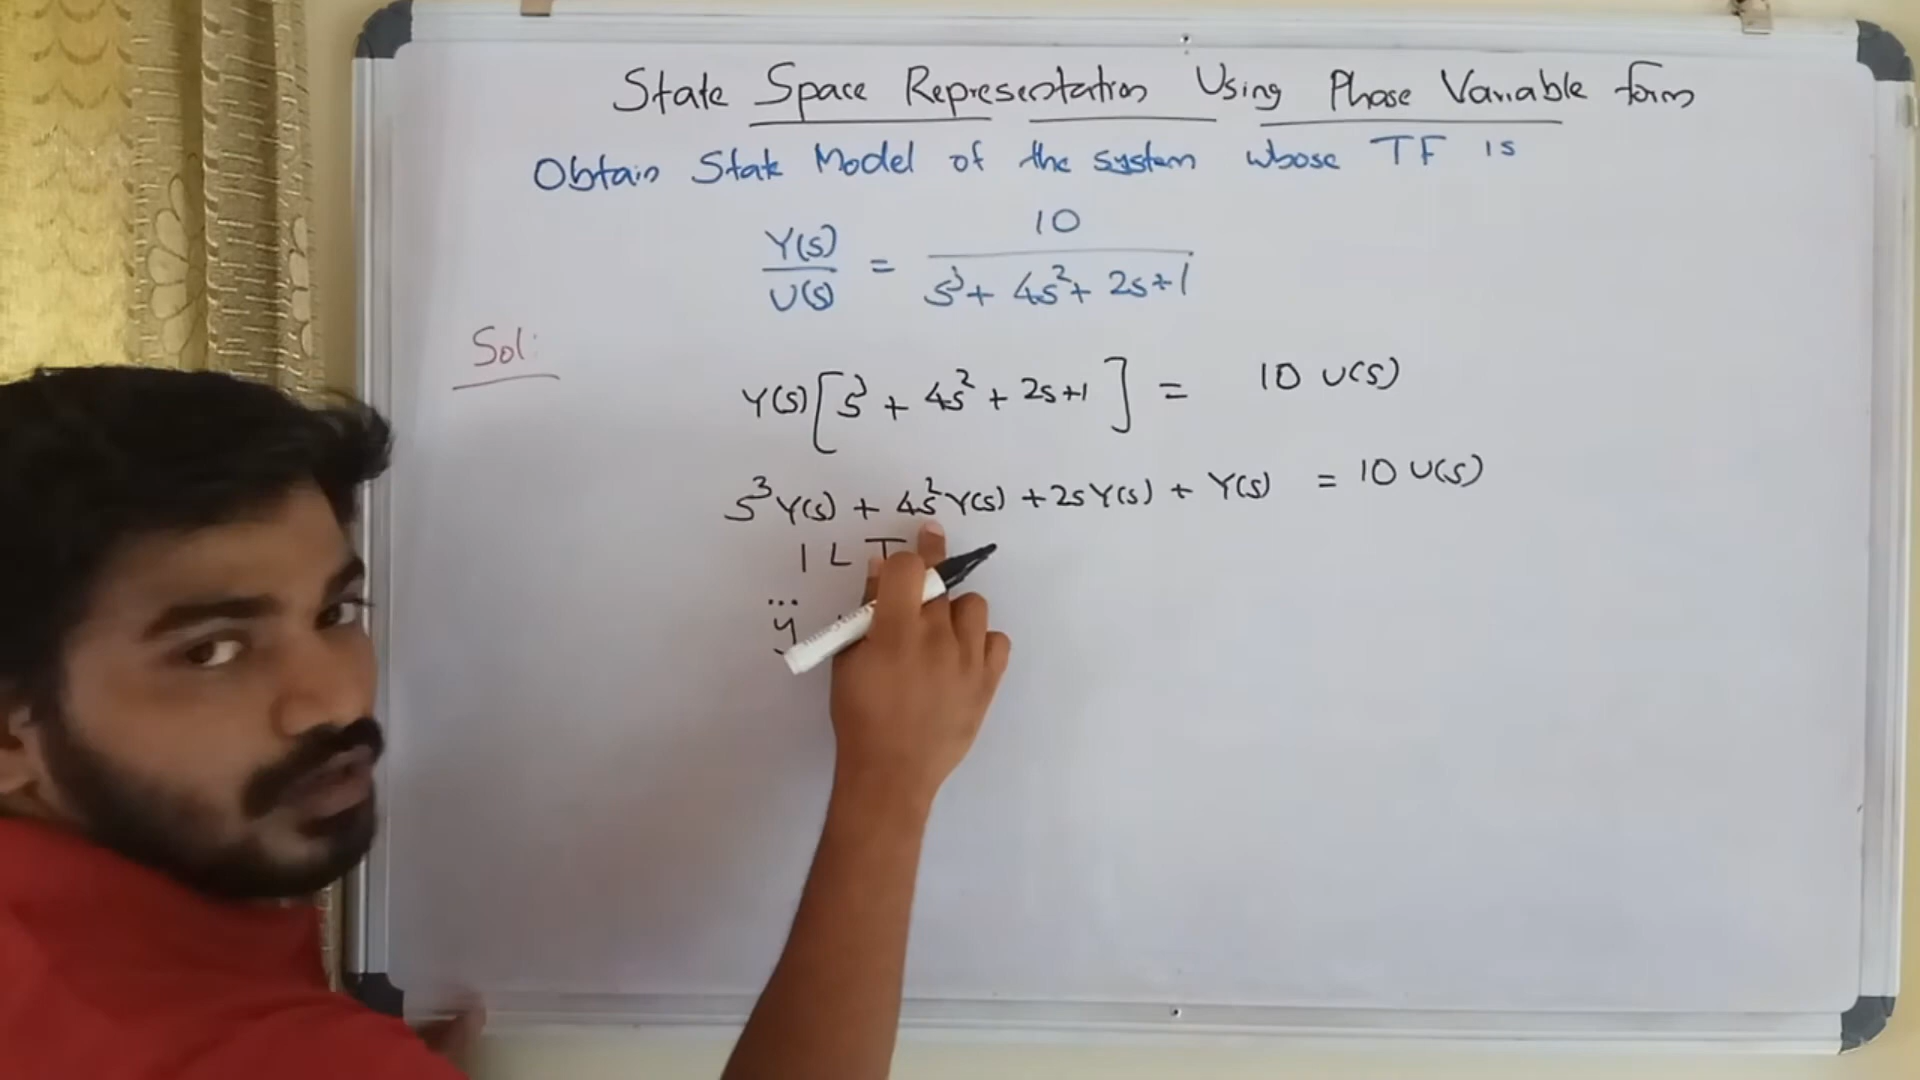 State Space Representation Using Phase Variable form
Obtain State Model of the system whose TF is
Y(s)/U(s) = 10/(s³ + 4s² + 2s + 1)
Sol:
Y(s)[s³ + 4s² + 2s+1] = 10 U(s)
s³Y(s) + 4s²Y(s) + 2sY(s) + Y(s) = 10 U(s)
ILT
...
y